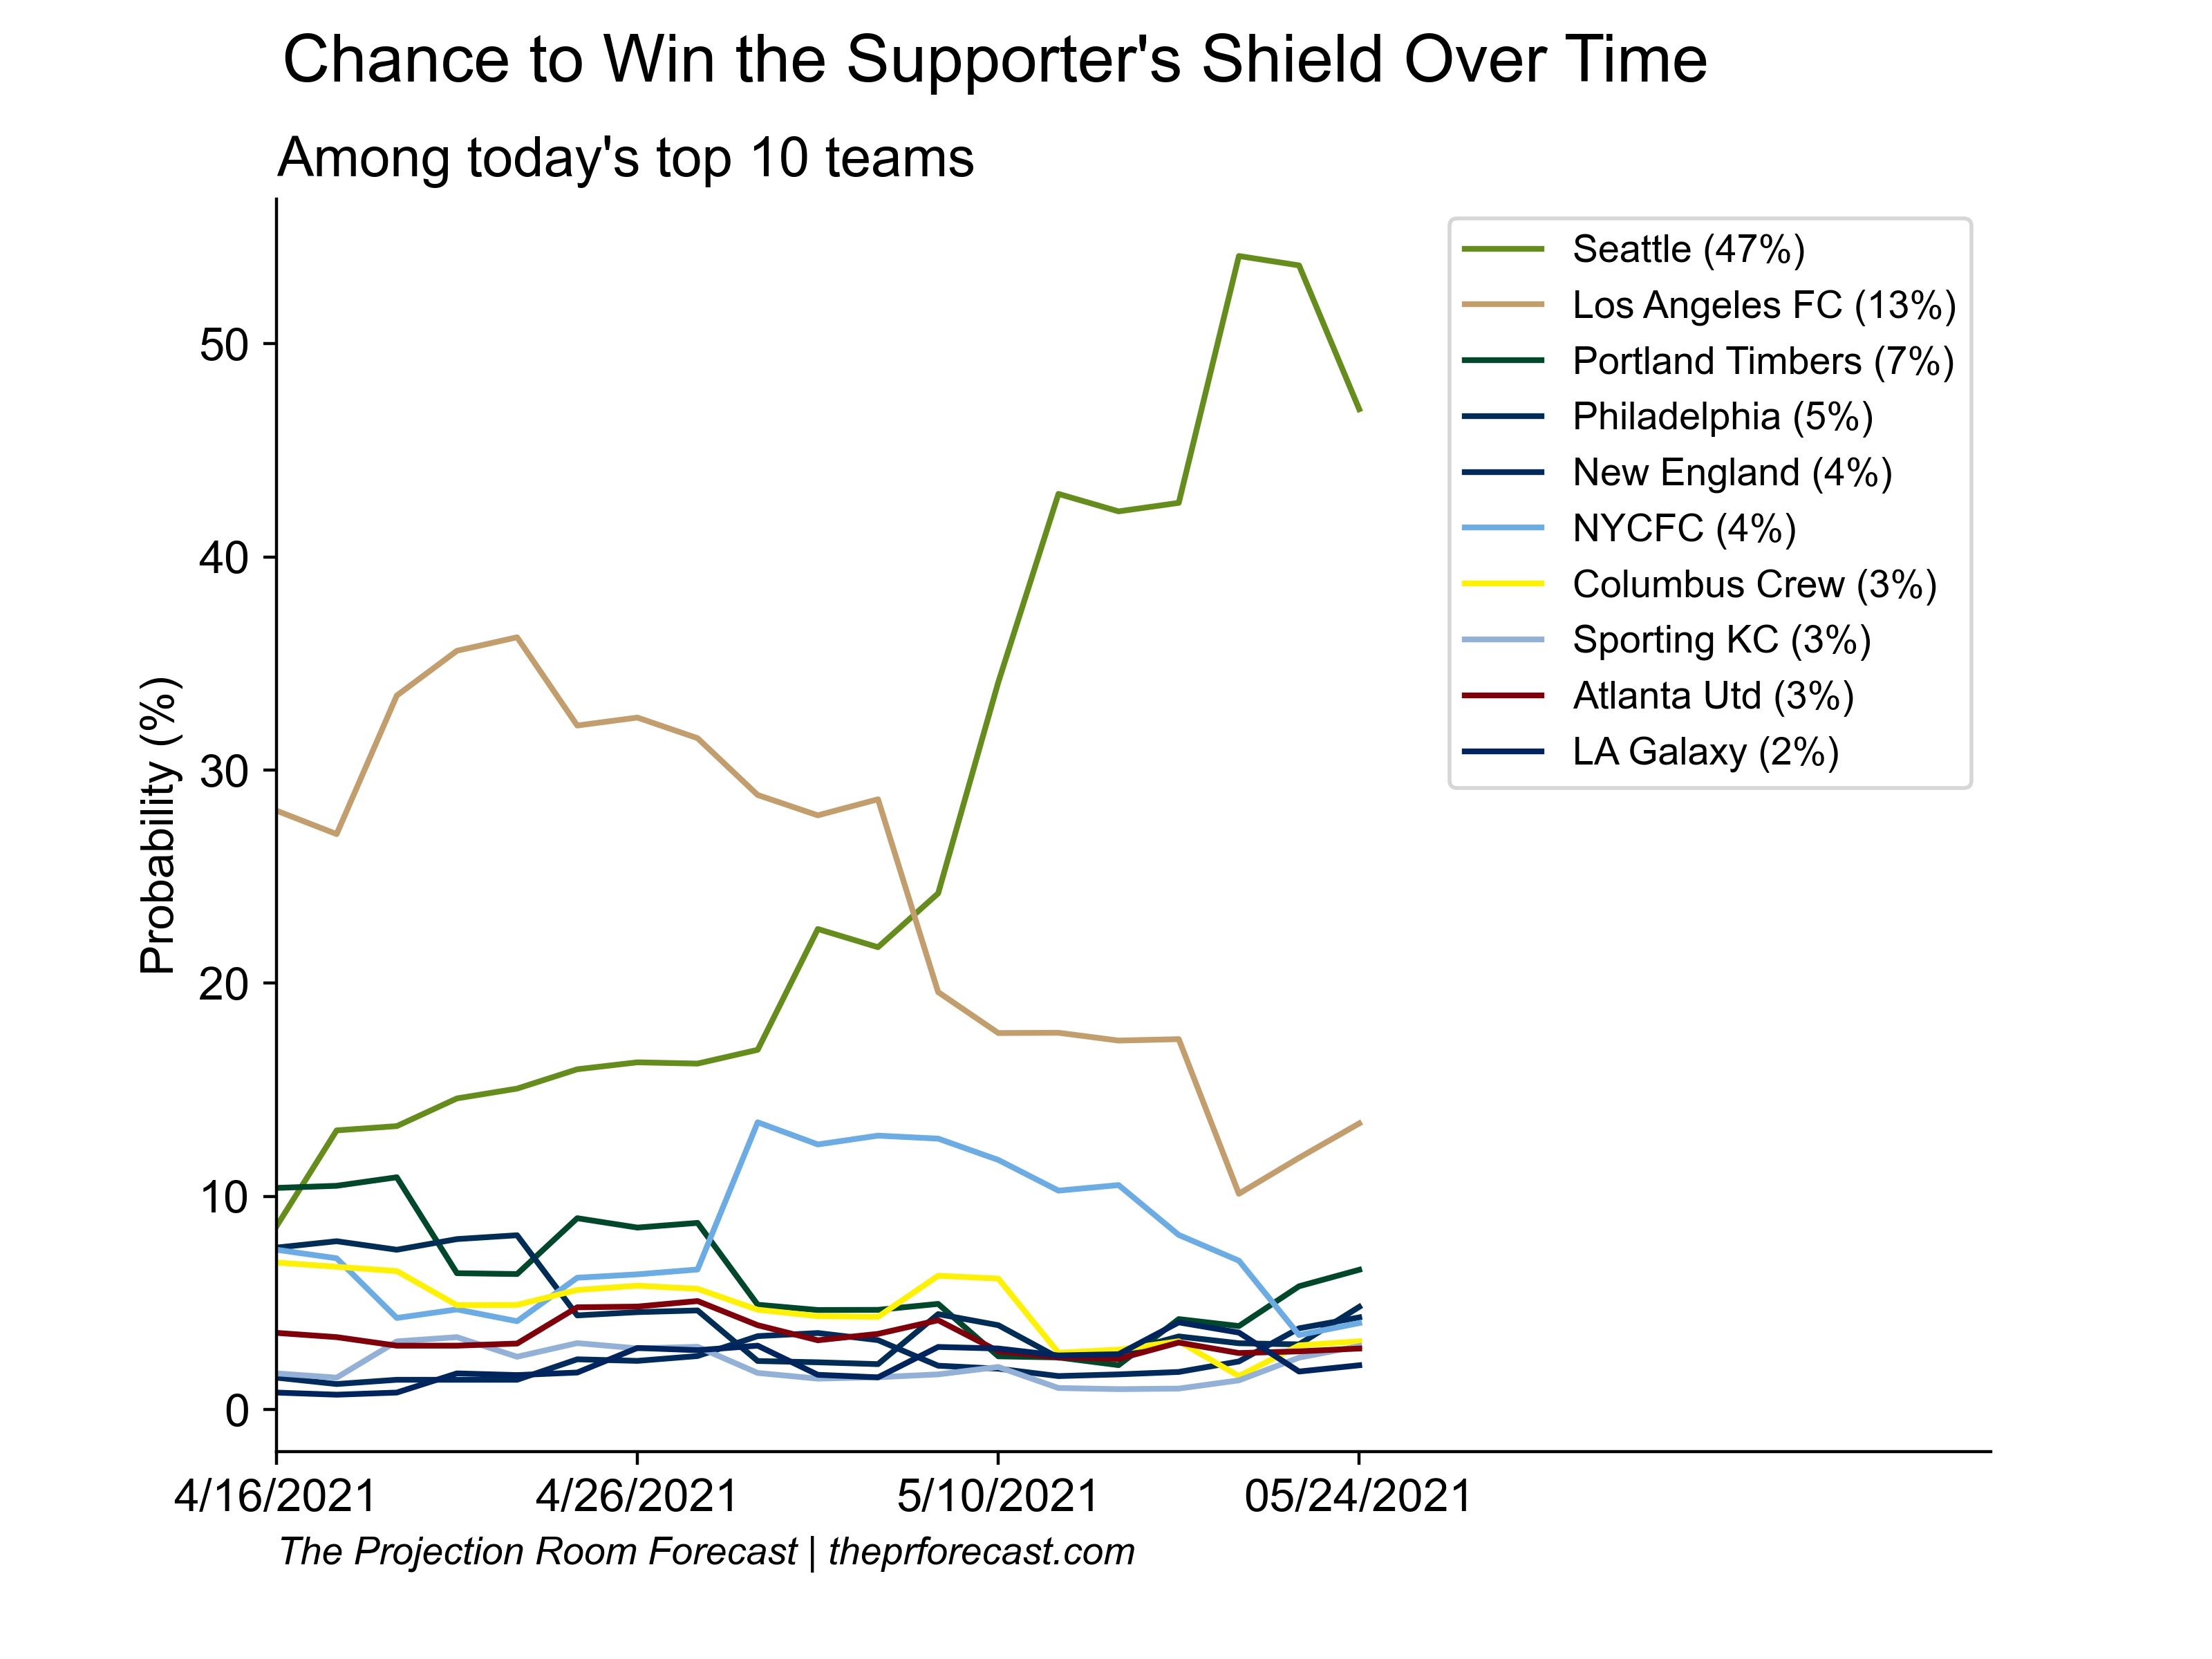 Chance to Win the Supporter's Shield Over Time
Among today's top 10 teams
Seattle (47%)
Los Angeles FC (13%)
Portland Timbers (7%)
Philadelphia (5%)
New England (4%)
NYCFC (4%)
Columbus Crew (3%)
Sporting KC (3%)
Atlanta Utd (3%)
LA Galaxy (2%)
Probability (%)
50
40
30
20
10
0
4/16/2021
4/26/2021
5/10/2021
05/24/2021
The Projection Room Forecast | theprforecast.com